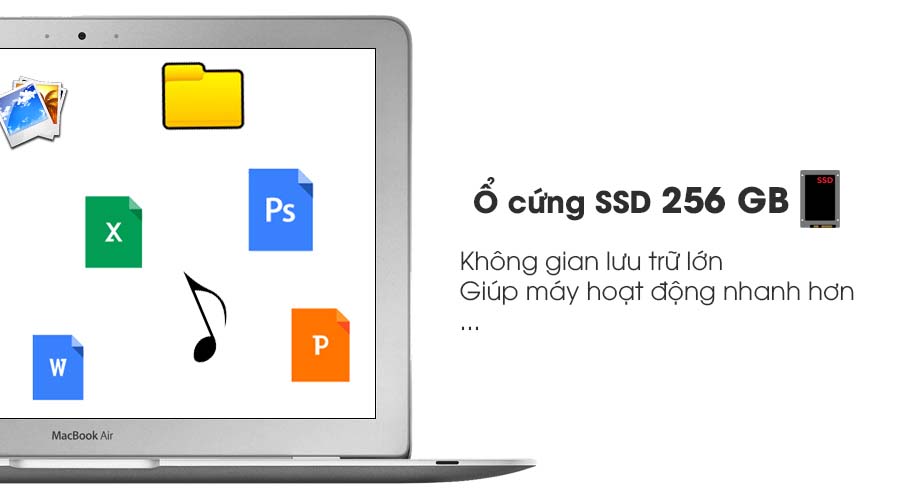 Ổ cứng SSD 256 GB
SSD
Không gian lưu trữ lớn
Giúp máy hoạt động nhanh hơn
...
Ps
X
W
P
MacBook Air